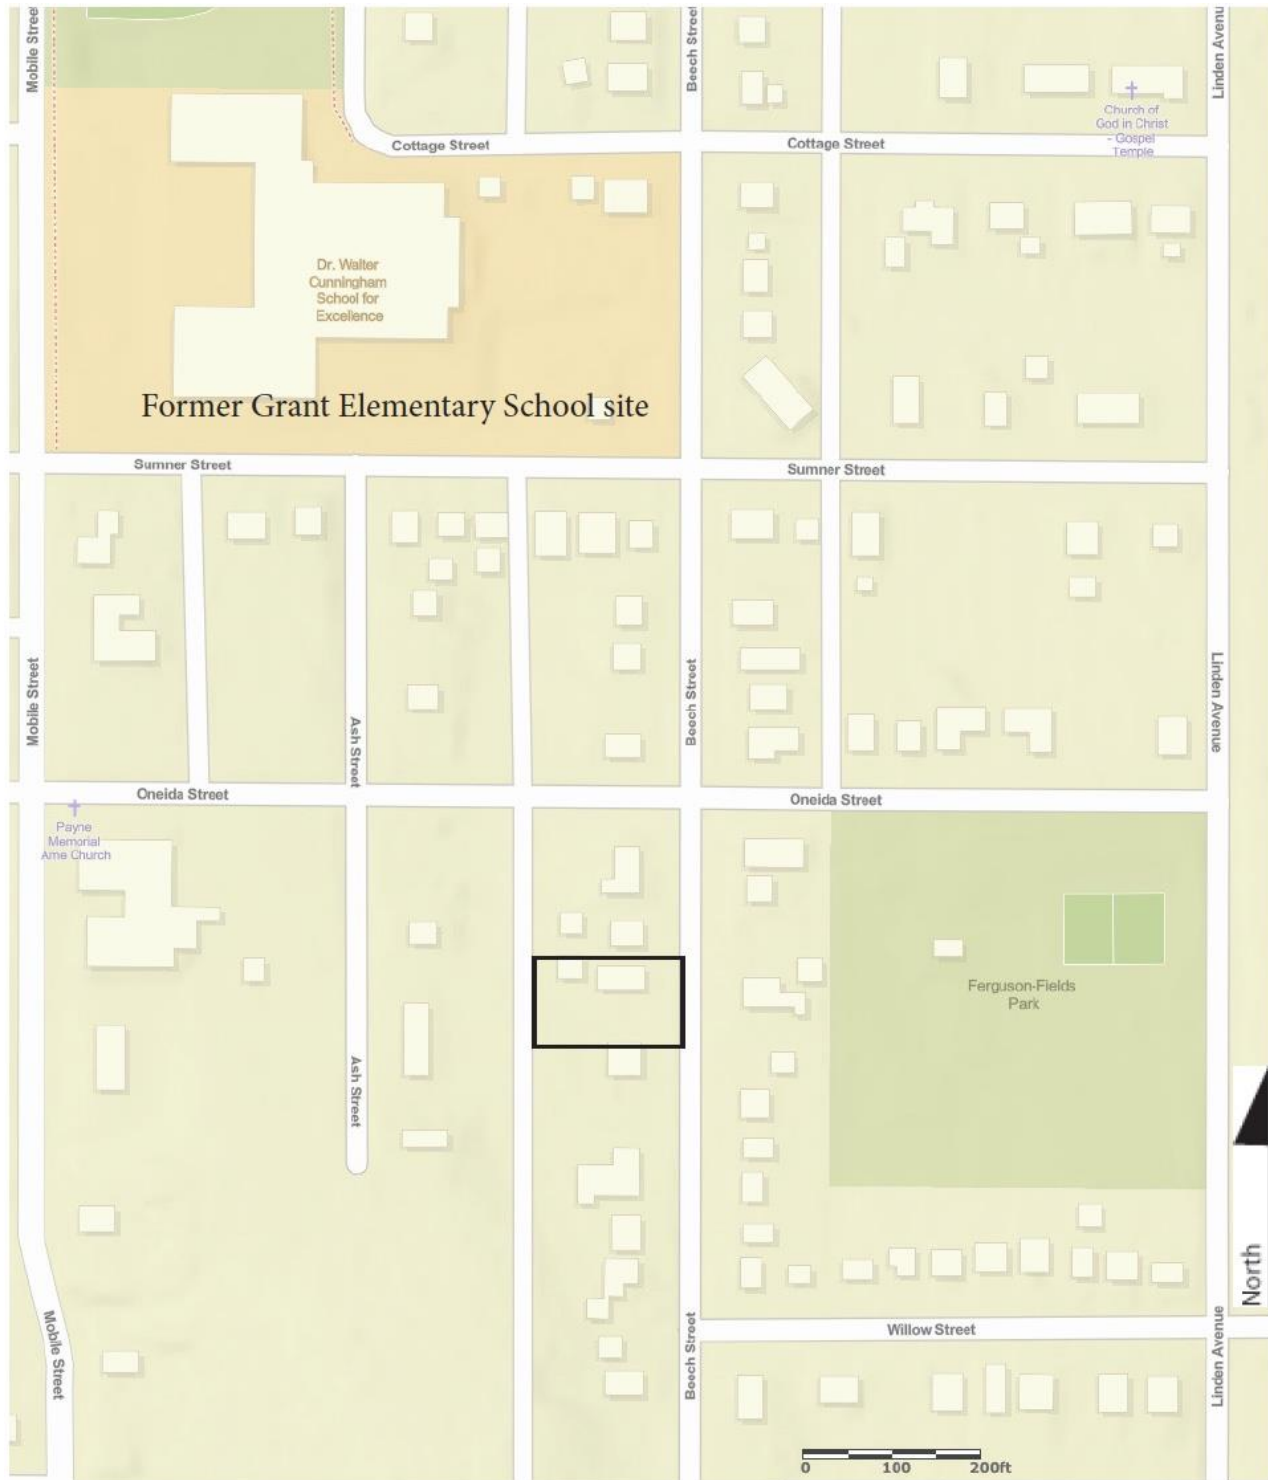 Mobile Street
Beech Street
Linden Avenu
Cottage Street
Cottage Street
Church of
God in Christ
- Gospel
Temple
Dr. Walter
Cunningham
School for
Excellence
Former Grant Elementary School site
Sumner Street
Sumner Street
Mobile Street
Ash Street
Beech Street
Linden Avenue
Oneida Street
Oneida Street
Payne
Memorial
Ame Church
Ferguson-Fields
Park
Ash Street
North
Mobile Street
Beech Street
Willow Street
Linden Avenue
0 100 200ft